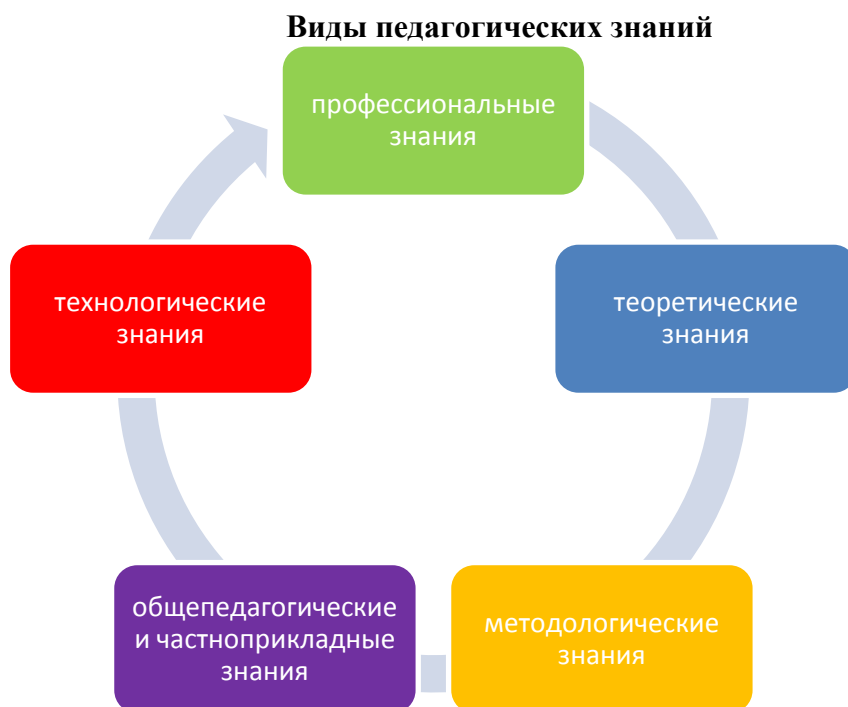 Виды педагогических знаний
профессиональные
знания
теоретические
знания
методологические
знания
общепедагогические
и частноприкладные
знания
технологические
знания